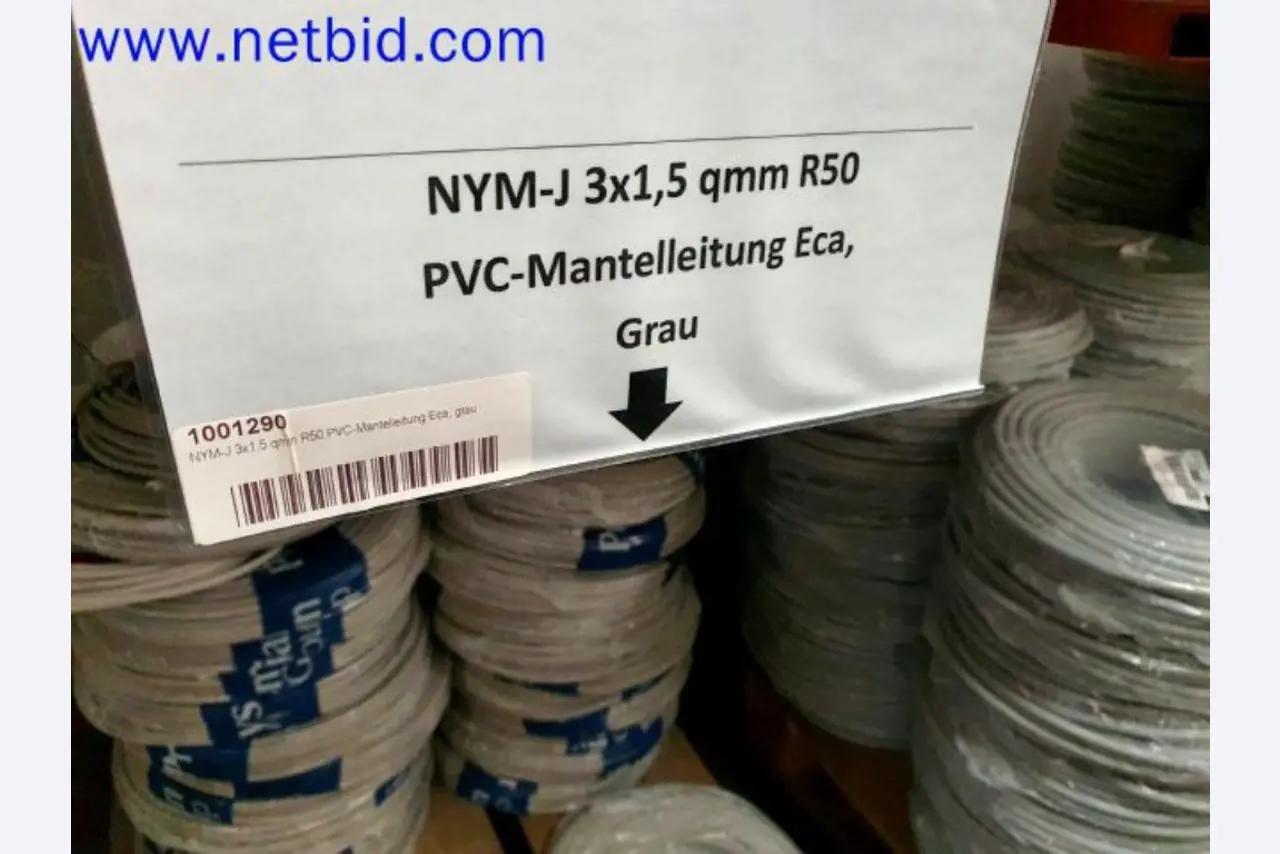 www.netbid.com
NYM-J 3x1,5 qmm R50
PVC-Mantelleitung Eca,
Grau
1001290
NYM-J 3x1.5 qmm R50 PVC-Mantelleitung Eca, grau